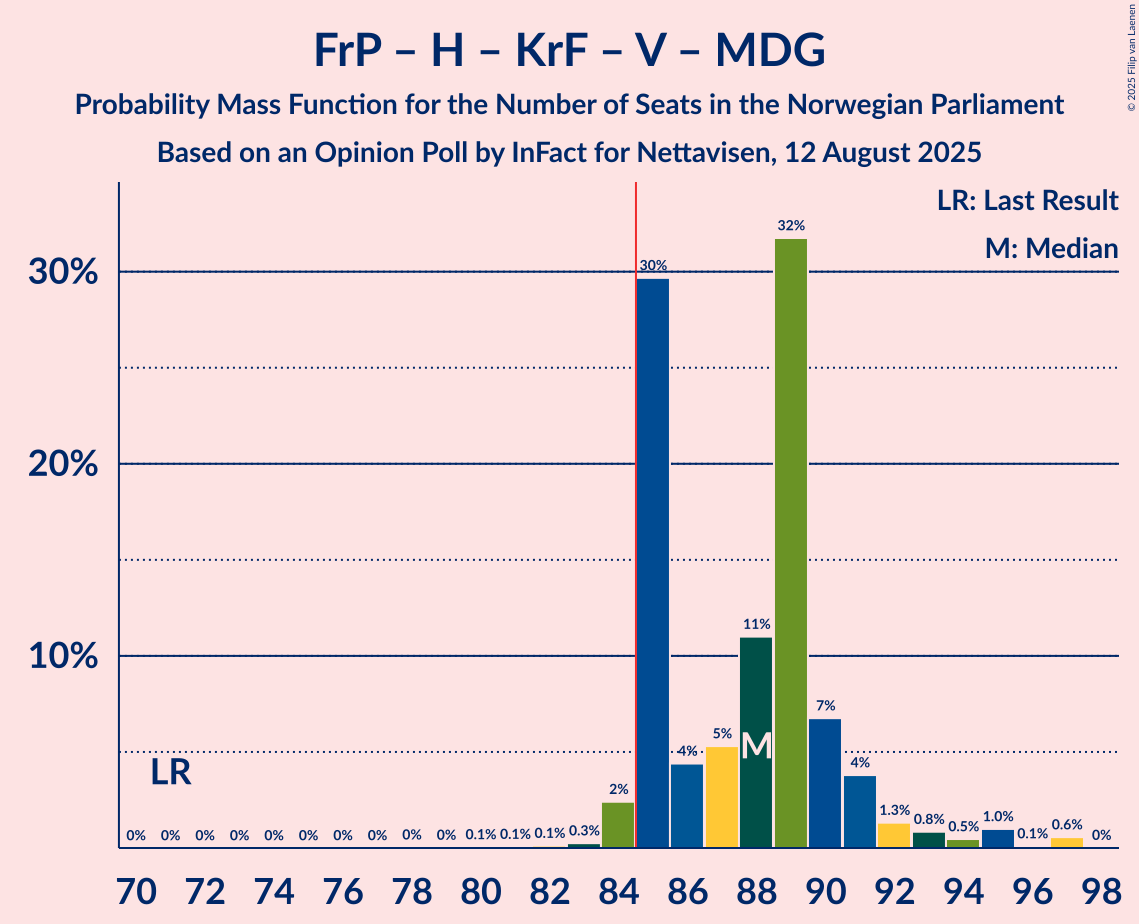 FrP – H – KrF – V – MDG
Probability Mass Function for the Number of Seats in the Norwegian Parliament
Based on an Opinion Poll by InFact for Nettavisen, 12 August 2025
© 2025 Filip van Laenen
LR: Last Result
M: Median
30%
20%
10%
LR
M
0% 0% 0% 0% 0% 0% 0% 0% 0% 0% 0.1% 0.1% 0.1% 0.3% 2% 30% 4% 5% 11% 32% 7% 4% 1.3% 0.8% 0.5% 1.0% 0.1% 0.6% 0%
70 72 74 76 78 80 82 84 86 88 90 92 94 96 98